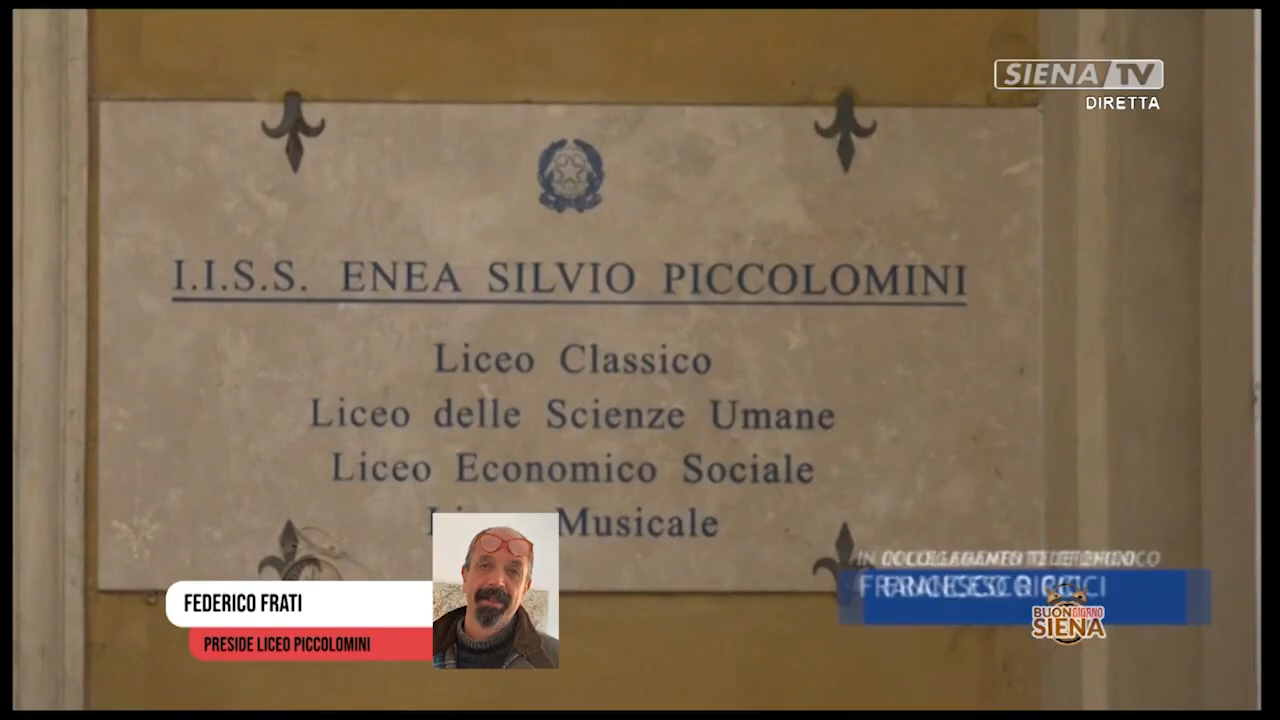 SIENA TV
DIRETTA
I.I.S.S. ENEA SILVIO PICCOLOMINI
Liceo Classico
Liceo delle Scienze Umane
Liceo Economico Sociale
Musicale
FEDERICO FRATI
PRESIDE LICEO PICCOLOMINI
BUONGIORNO
SIENA